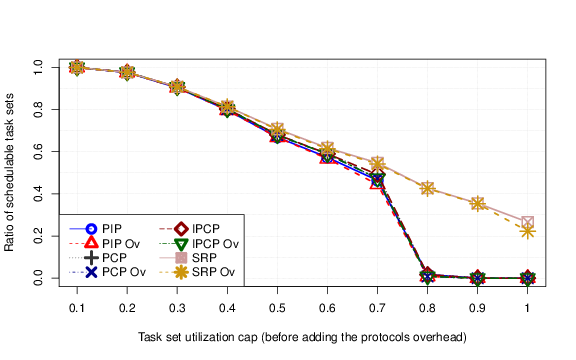 Ratio of schedulable task sets
1.0
0.8
0.6
0.4
0.2
0.0
PIP
PIP Ov
PCP
PCP Ov
IPCP
IPCP Ov
SRP
SRP Ov
0.1 0.2 0.3 0.4 0.5 0.6 0.7 0.8 0.9 1
Task set utilization cap (before adding the protocols overhead)